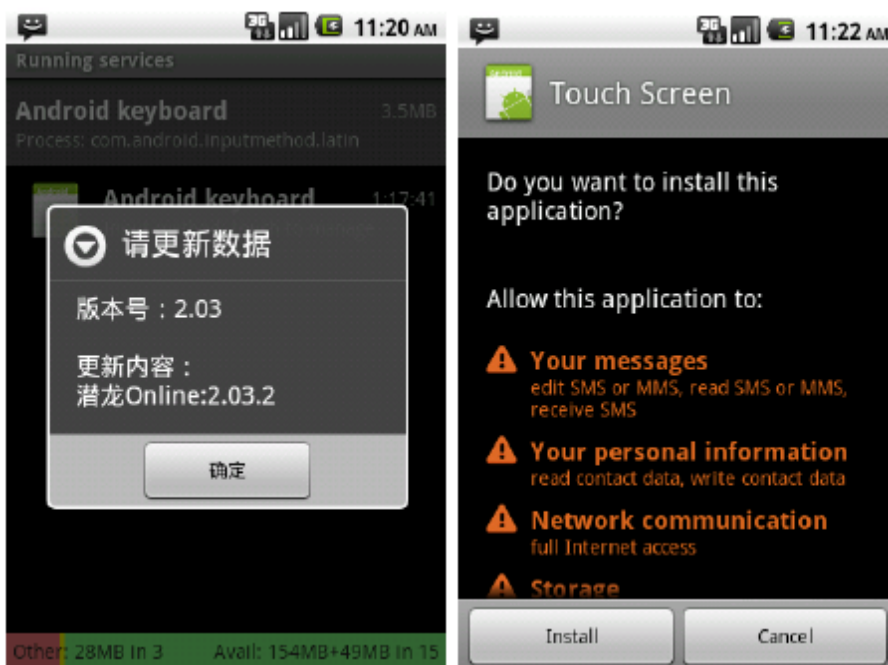 11:20 AM
Running services
Android keyboard
3.5MB
Process: com.android.inputmethod.latin
Android keyboard
1:17:41
请更新数据
版本号：2.03
更新内容：
潜龙Online:2.03.2
确定
Other: 28MB in 3
Avail: 154MB+49MB in 15
11:22 AM
Touch Screen
Do you want to install this
application?
Allow this application to:
Your messages
edit SMS or MMS, read SMS or MMS,
receive SMS
Your personal information
read contact data, write contact data
Network communication
full Internet access
Storage
Install
Cancel